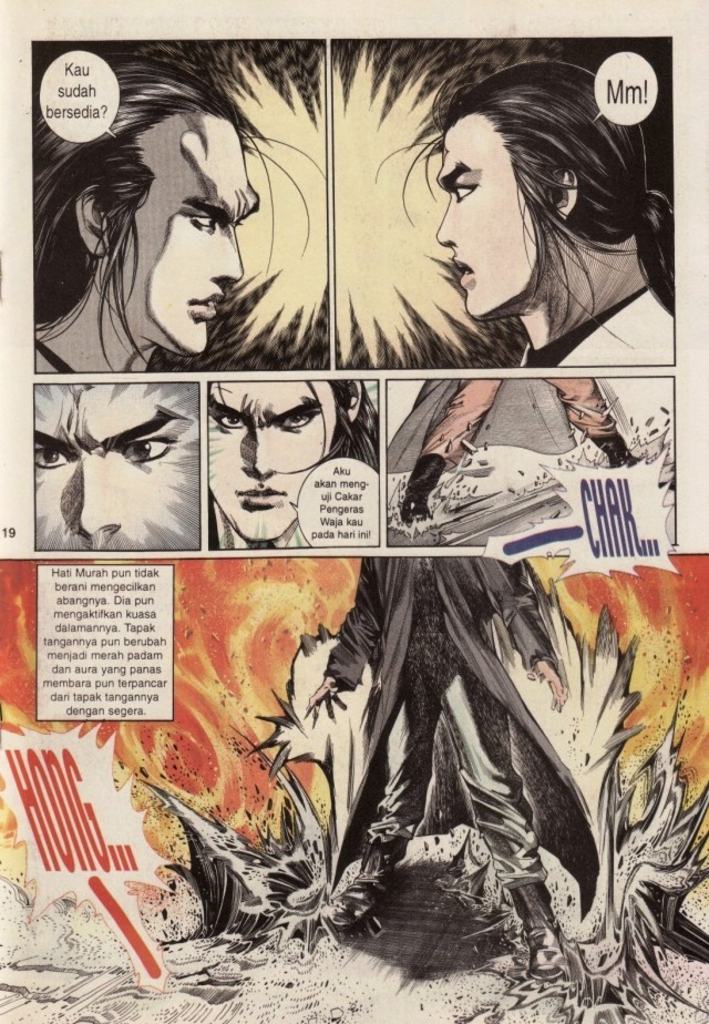 Kau
sudah
bersedia?
Mm!
Aku
akan meng-
uji Cakar
Pengeras
Waja kau
pada hari ini!
CHAK...
19
Hati Murah pun tidak
berani mengecilkan
abangnya. Dia pun
mengaktifkan kuasa
dalamannya. Tapak
tangannya pun berubah
menjadi merah padam
dan aura yang panas
membara pun terpancar
dari tapak tangannya
dengan segera.
HONG...